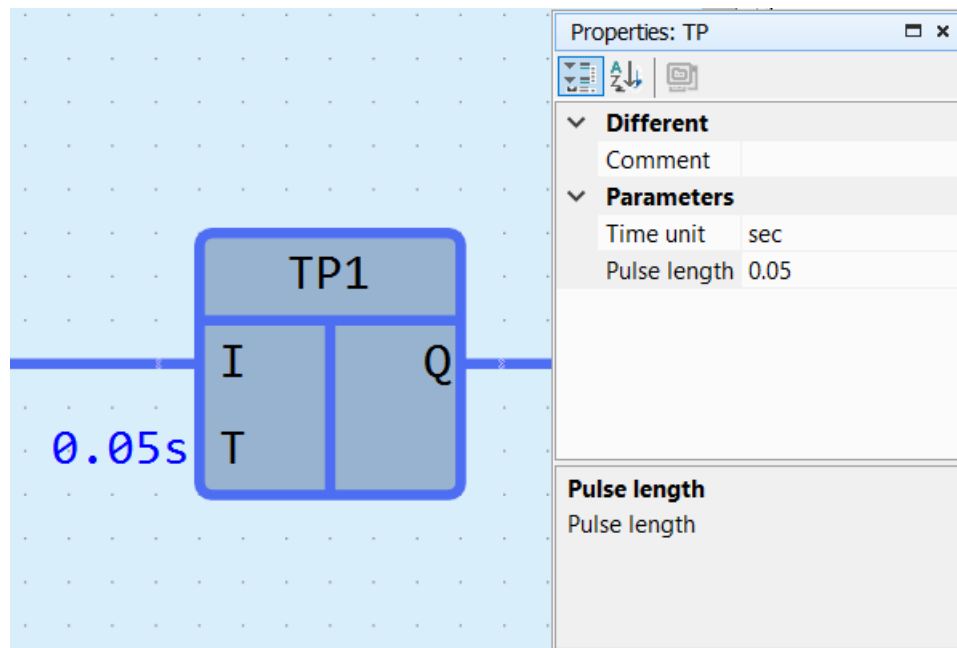 TP1
I
Q
0.05s
T
Properties: TP
Different
Comment
Parameters
Time unit sec
Pulse length 0.05
Pulse length
Pulse length